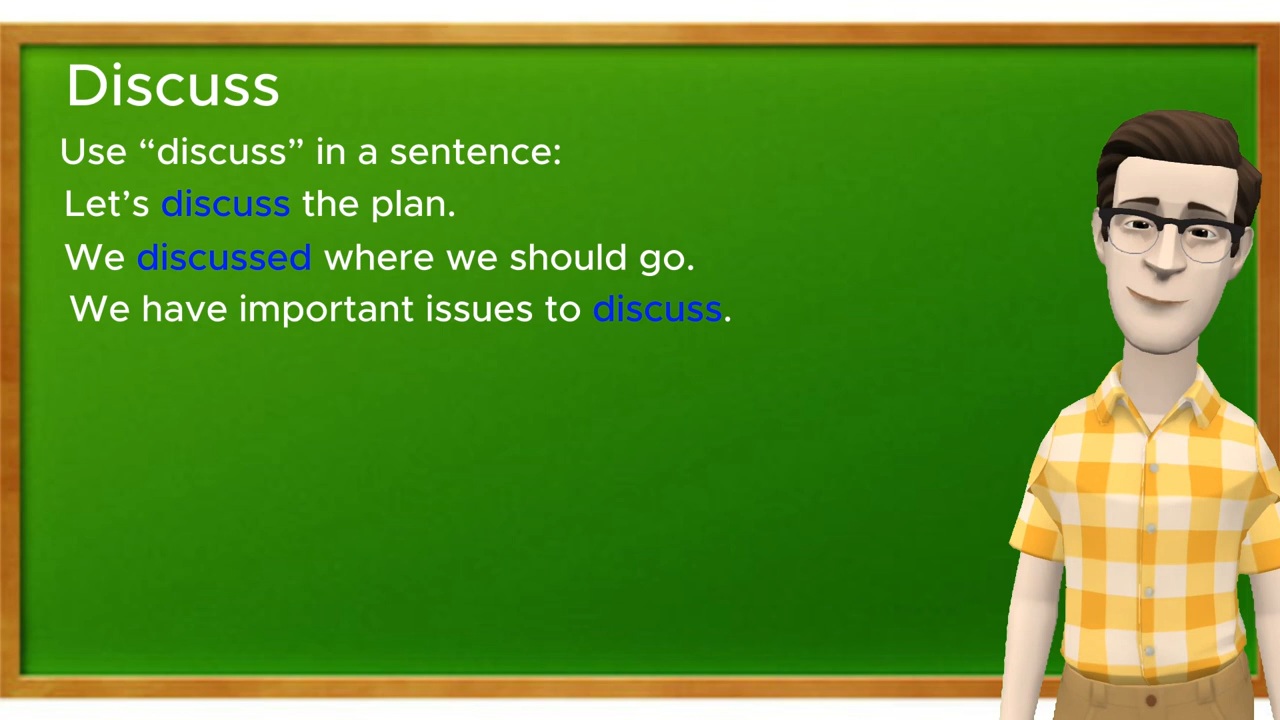 Discuss
Use “discuss” in a sentence:
Let’s discuss the plan.
We discussed where we should go.
We have important issues to discuss.